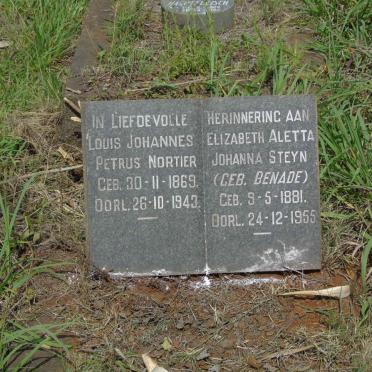 In Liefdevolle
Louis Johannes
Petrus Nortier
Geb. 30-11-1869.
Oorl. 26-10-1943.
Herinnering aan
Elizabeth Aletta
Johanna Steyn
(Geb. Benade)
Geb. 9-5-1881.
Oorl. 24-12-1955